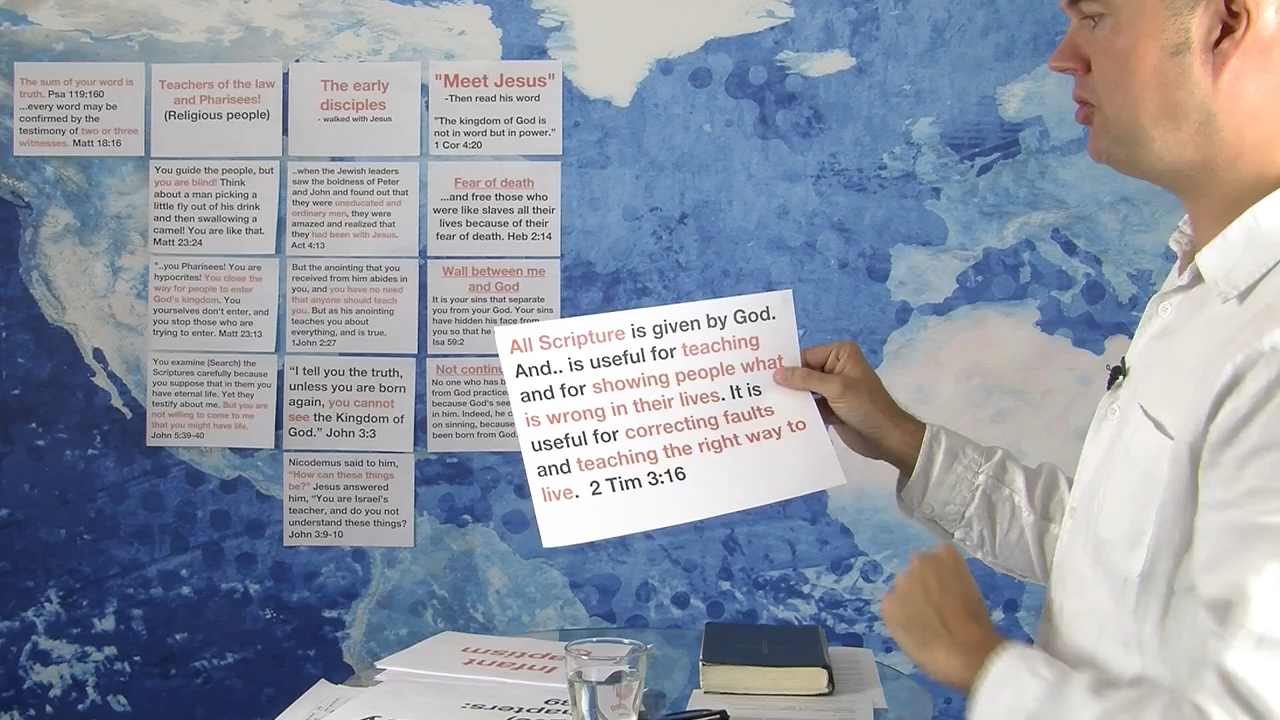 The sum of your word is
truth. Psa 119:160
...every word may be
confirmed by the
testimony of two or three
witnesses. Matt 18:16
Teachers of the law
and Pharisees!
(Religious people)
The early
disciples
- walked with Jesus
"Meet Jesus"
-Then read his word
"The kingdom of God is
not in word but in power."
1 Cor 4:20
You guide the people, but
you are blind! Think
about a man picking a
little fly out of his drink
and then swallowing a
camel! You are like that.
Matt 23:24
..when the Jewish leaders
saw the boldness of Peter
and John and found out that
they were uneducated and
ordinary men, they were
amazed and realized that
they had been with Jesus.
Act 4:13
Fear of death
...and free those who
were like slaves all their
lives because of their
fear of death. Heb 2:14
"...you Pharisees! You are
hypocrites! You close the
way for people to enter
God's kingdom. You
yourselves don't enter, and
you stop those who are
trying to enter. Matt 23:13
But the anointing that you
received from him abides in
you, and you have no need
that anyone should teach
you. But as his anointing
teaches you about
everything, and is true.
1John 2:27
Wall between me
and God
It is your sins that separate
you from your God. Your sins
have hidden his face from
you so that he
Isa 59:2
You examine (Search) the
Scriptures carefully because
you suppose that in them you
have eternal life. Yet they
testify about me. But you are
not willing to come to me
that you might have life.
John 5:39-40
"I tell you the truth,
unless you are born
again, you cannot
see the Kingdom of
God." John 3:3
Not
No one who has
from God practice
because God's
in him. Indeed, he
on sinning, because
been born from God.
Nicodemus said to him,
"How can these things
be?" Jesus answered
him, "You are Israel's
teacher, and do you not
understand these things?
John 3:9-10
All Scripture is given by God.
And.. is useful for teaching
and for showing people what
is wrong in their lives. It is
useful for correcting faults
and teaching the right way to
live. 2 Tim 3:16
Infant
Baptism